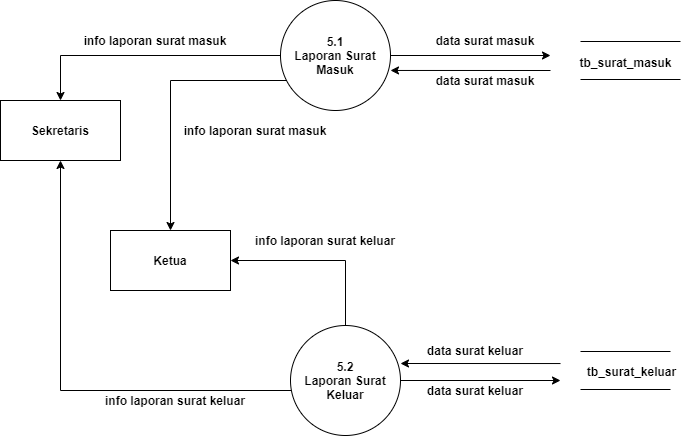 5.1
Laporan Surat
Masuk
info laporan surat masuk
data surat masuk
tb_surat_masuk
data surat masuk
Sekretaris
info laporan surat masuk
info laporan surat keluar
Ketua
data surat keluar
5.2
Laporan Surat
Keluar
tb_surat_keluar
data surat keluar
info laporan surat keluar